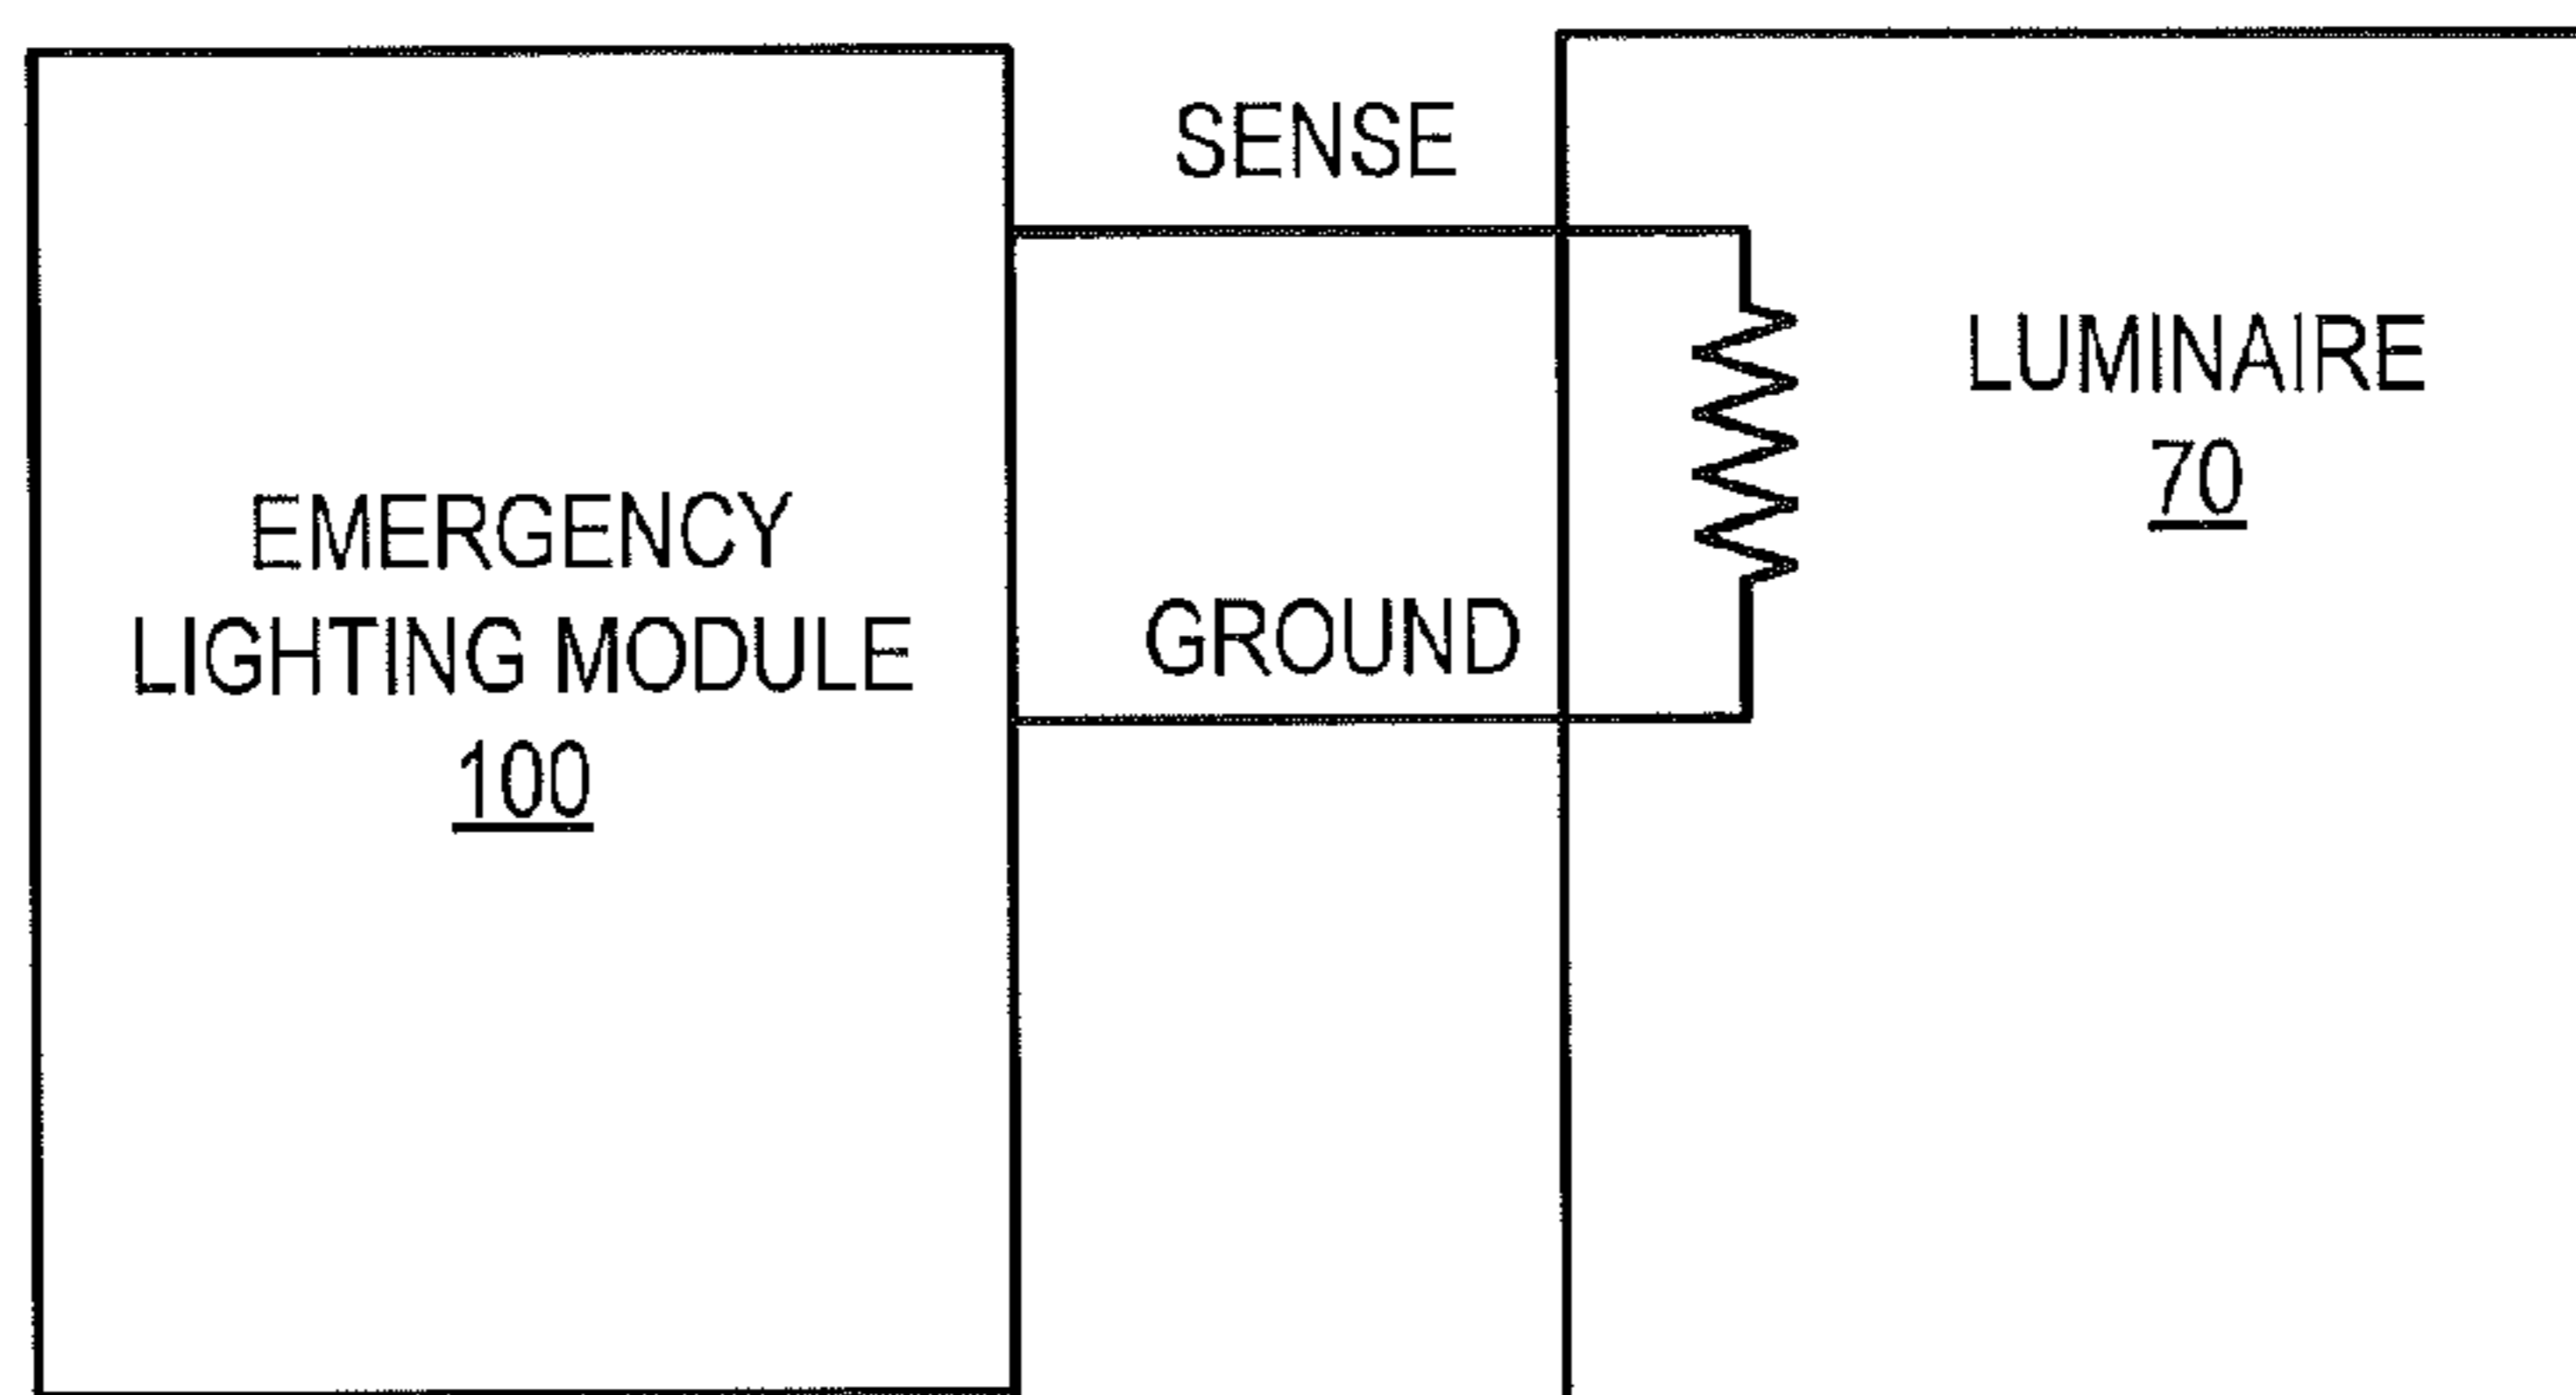 SENSE
LUMINAIRE
70
EMERGENCY
LIGHTING MODULE
100
GROUND